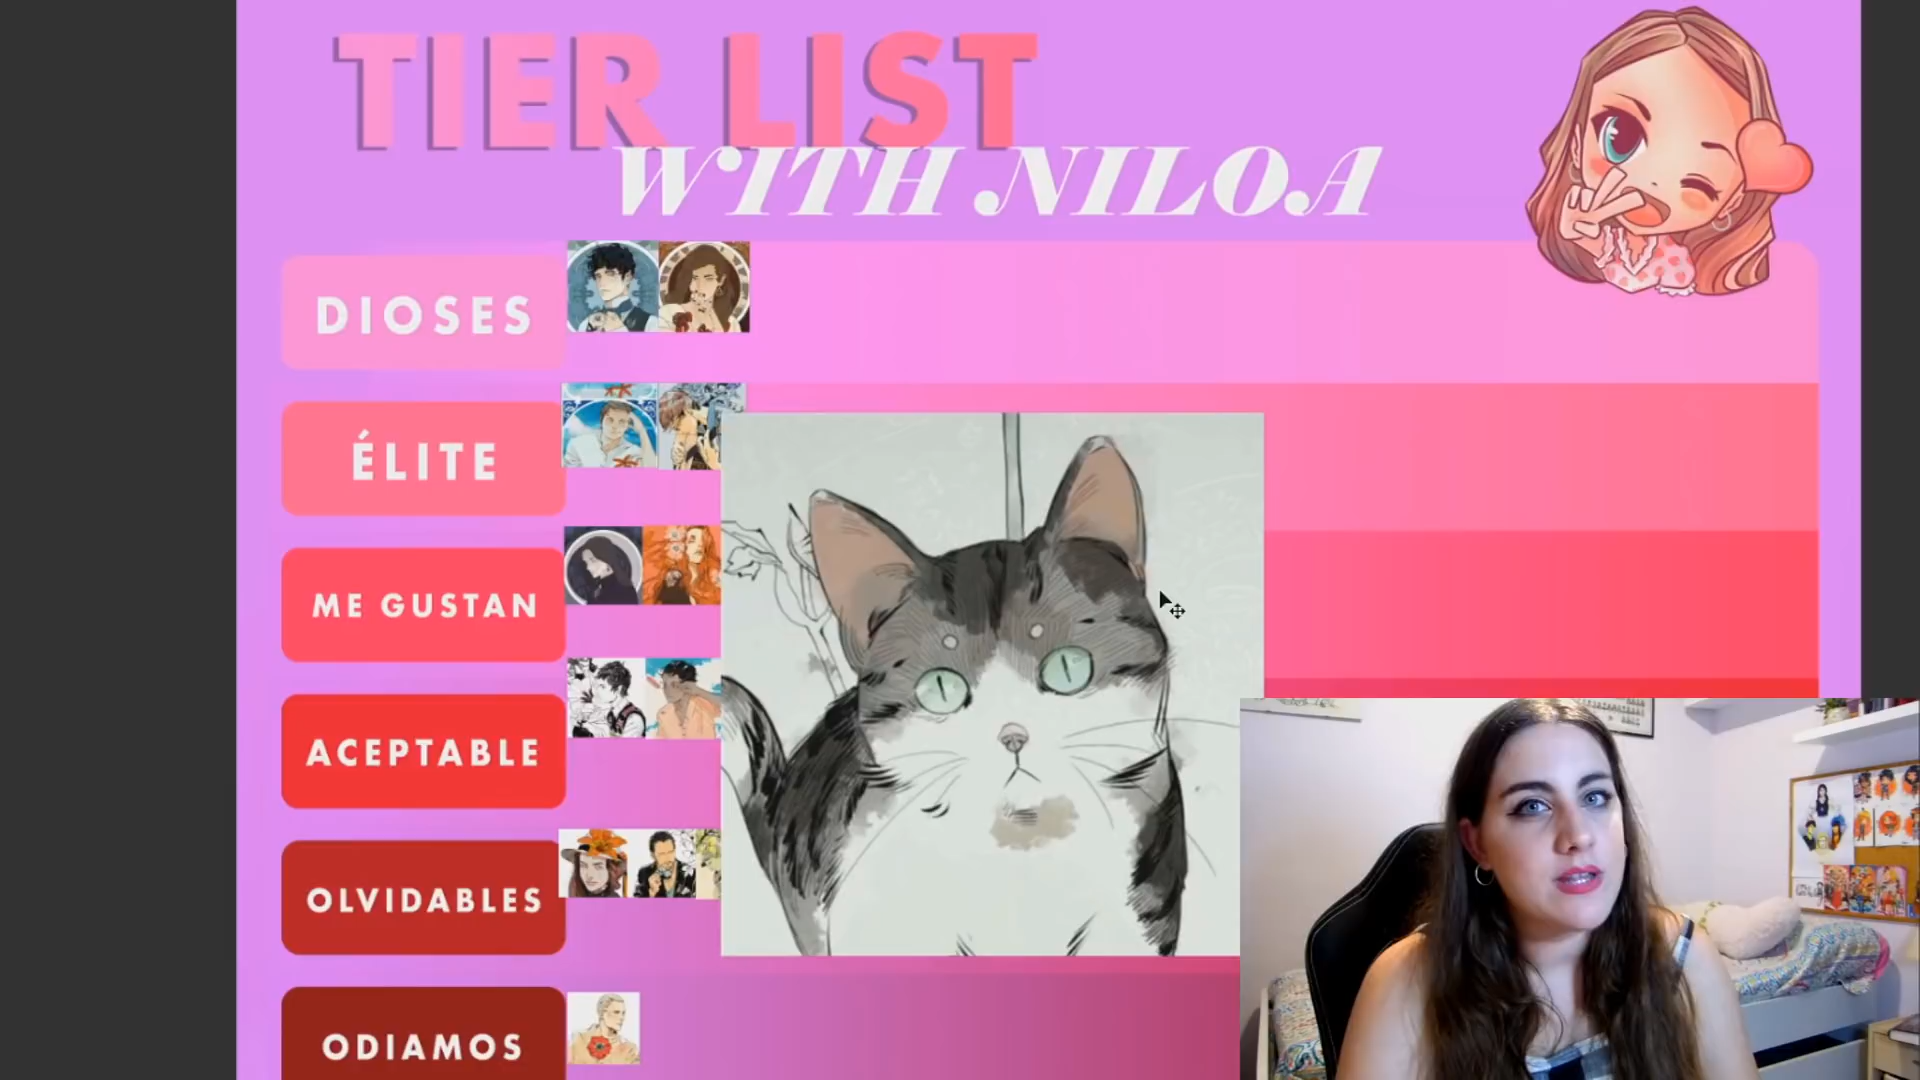 TIER LIST
WITH NILOA
DIOSES
ÉLITE
ME GUSTAN
ACEPTABLE
OLVIDABLES
ODIAMOS